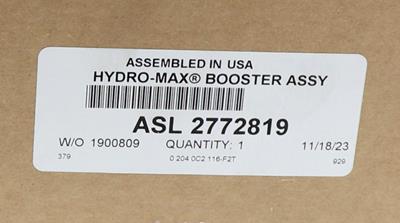 ASSEMBLED IN USA
HYDRO-MAX® BOOSTER ASSY
ASL 2772819
W/O 1900809 QUANTITY: 1 11/18/23
379 0 204 0C2 116-F2T 929